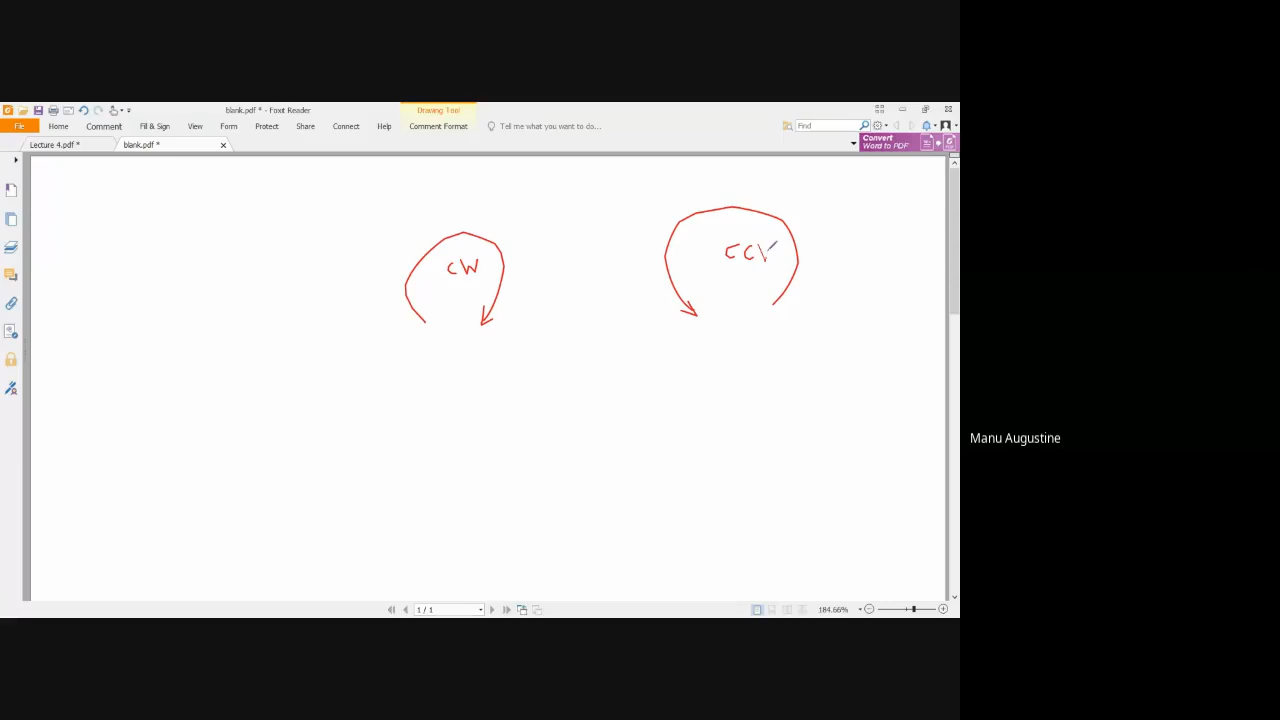 blank.pdf * - Foxit Reader
Drawing Tool
File Home Comment Fill & Sign View Form Protect Share Connect Help Comment Format Tell me what you want to do... Find
Lecture 4.pdf * blank.pdf * Convert Word to PDF
CW
CCV
Manu Augustine
1 / 1 184.66%